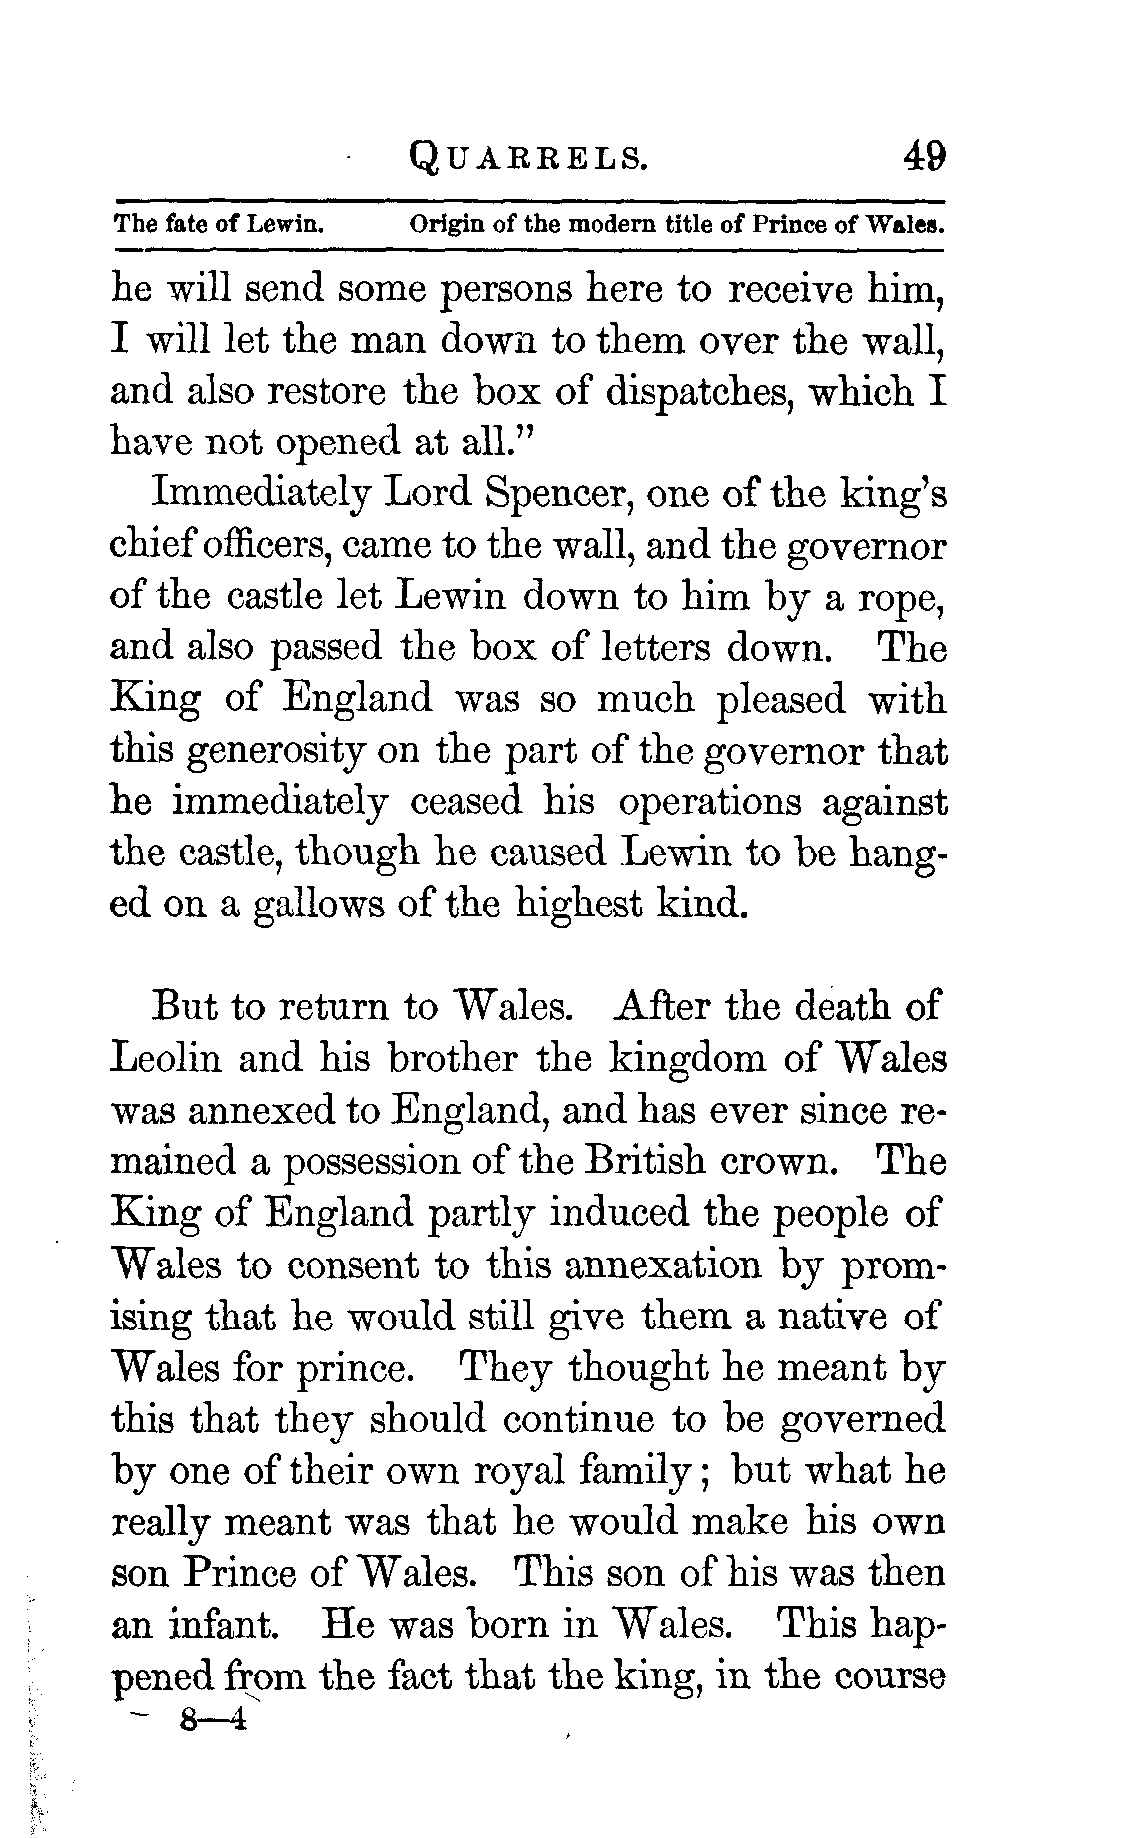 QUARRELS. 49
The fate of Lewin. Origin of the modern title of Prince of Wales.
he will send some persons here to receive him,
I will let the man down to them over the wall,
and also restore the box of dispatches, which I
have not opened at all.”
Immediately Lord Spencer, one of the king’s
chief officers, came to the wall, and the governor
of the castle let Lewin down to him by a rope,
and also passed the box of letters down. The
King of England was so much pleased with
this generosity on the part of the governor that
he immediately ceased his operations against
the castle, though he caused Lewin to be hang-
ed on a gallows of the highest kind.
But to return to Wales. After the death of
Leolin and his brother the kingdom of Wales
was annexed to England, and has ever since re-
mained a possession of the British crown. The
King of England partly induced the people of
Wales to consent to this annexation by prom-
ising that he would still give them a native of
Wales for prince. They thought he meant by
this that they should continue to be governed
by one of their own royal family; but what he
really meant was that he would make his own
son Prince of Wales. This son of his was then
an infant. He was born in Wales. This hap-
pened from the fact that the king, in the course
8—4